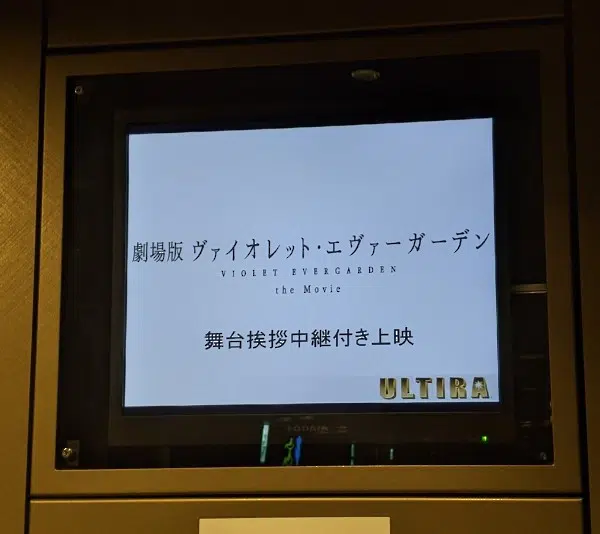 劇場版 ヴァイオレット・エヴァーガーデン
VIOLET EVERGARDEN
the Movie
舞台挨拶中継付き上映
ULTIRA